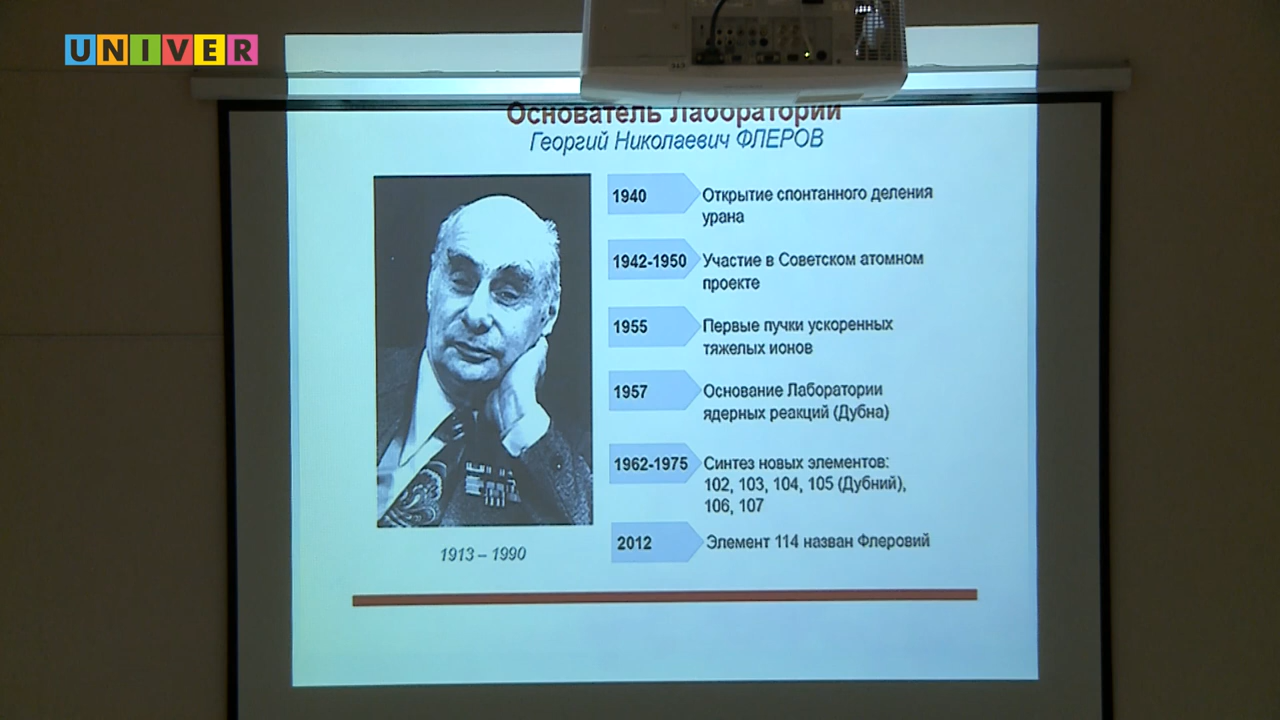 UNIVER
Основатель Лаборатории
Георгий Николаевич ФЛЕРОВ
1940
Открытие спонтанного деления
урана
1942-1950
Участие в Советском атомном
проекте
1955
Первые пучки ускоренных
тяжелых ионов
1957
Основание Лаборатории
ядерных реакций (Дубна)
1962-1975
Синтез новых элементов:
102, 103, 104, 105 (Дубний),
106, 107
2012
Элемент 114 назван Флеровий
1913 – 1990